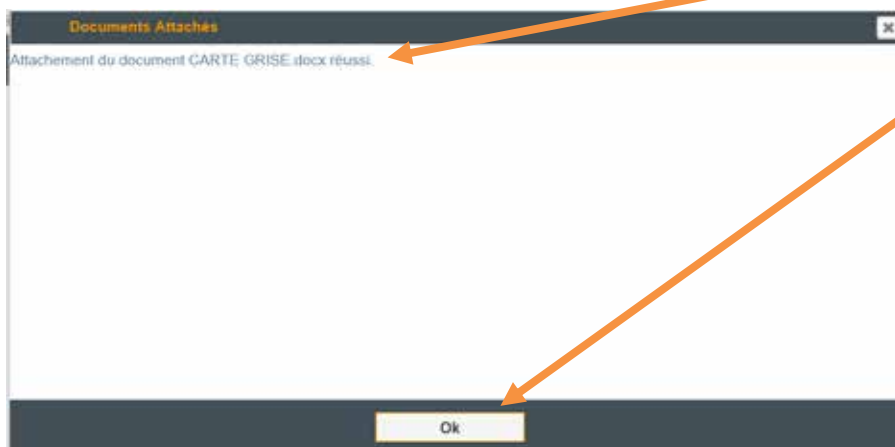 Documents Attachés
Attachement du document CARTE GRISE.docx réussi.
Ok